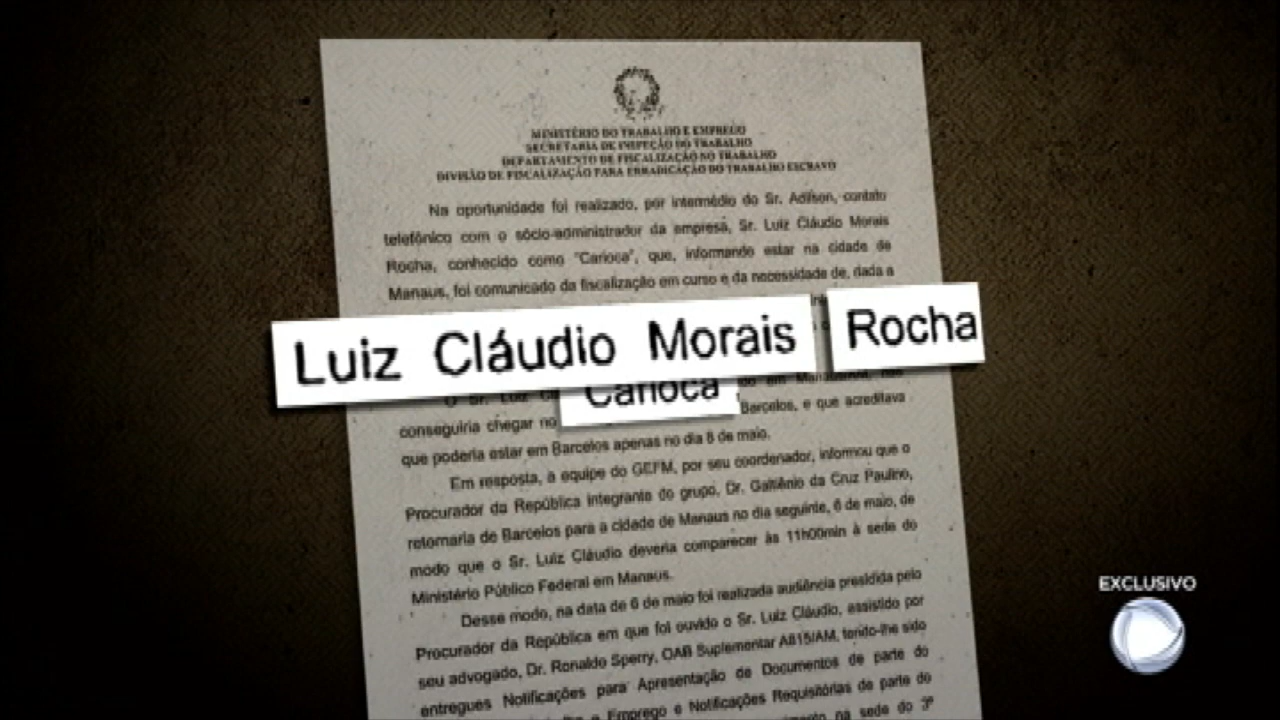 MINISTÉRIO DO TRABALHO E EMPREGO
SECRETARIA DE INSPEÇÃO DO TRABALHO
DEPARTAMENTO DE FISCALIZAÇÃO DO TRABALHO
DIVISÃO DE FISCALIZAÇÃO PARA ERRADICAÇÃO DO TRABALHO ESCRAVO
Na oportunidade foi realizado, por intermédio do Sr. Adilson, contato
telefônico com o sócio-administrador da empresa, Sr. Luiz Cláudio Morais
Rocha, conhecido como "Carioca", que, informando estar na cidade de
Manaus, foi comunicado da fiscalização em curso e da necessidade de, dada a
Luiz Cláudio Morais Rocha
Carioca
O Sr. Luiz
conseguiria chegar no Barcelos, e que acreditava
que poderia estar em Barcelos apenas no dia 8 de maio.
Em resposta, a equipe do GEFM, por seu coordenador, informou que o
Procurador da República integrante do grupo, Dr. Galtiênio da Cruz Paulino,
retornaria de Barcelos para a cidade de Manaus no dia seguinte, 6 de maio, de
modo que o Sr. Luiz Cláudio deveria comparecer às 11h00min à sede do
Ministério Público Federal em Manaus.
Desse modo, na data de 6 de maio foi realizada audiência presidida pelo
Procurador da República em que foi ouvido o Sr. Luiz Cláudio, assistido por
seu advogado, Dr. Ronaldo Sperry, OAB Suplementar A815/AM, tendo-lhe sido
entregues Notificações para Apresentação de Documentos de parte do
e Emprego e Notificações Requisitórias de parte do
na sede do 3º
EXCLUSIVO